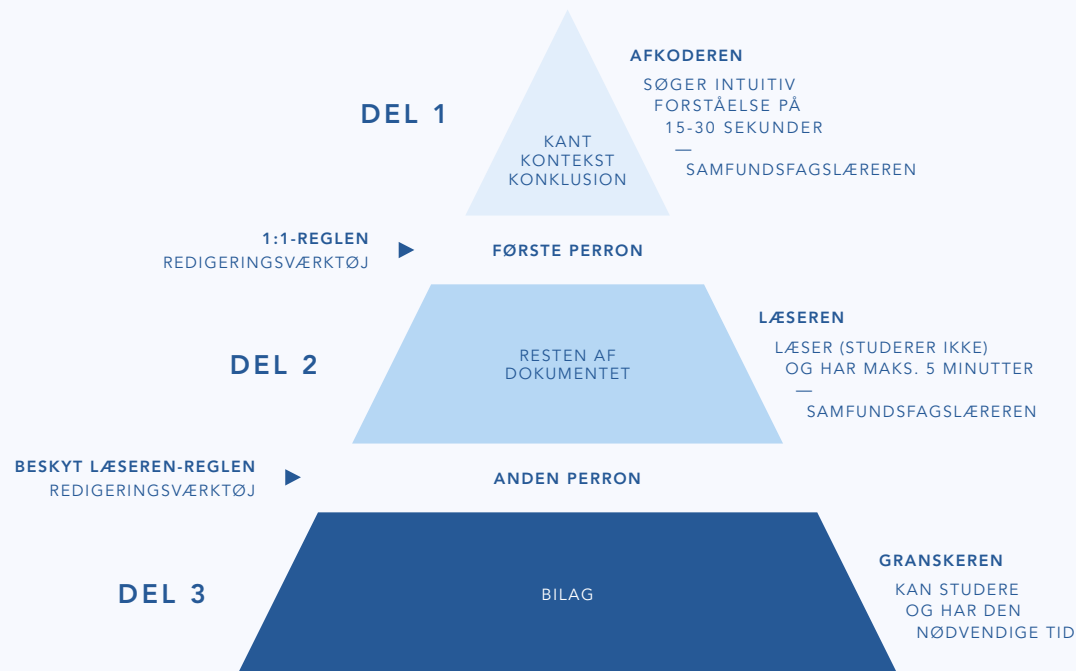 DEL 1
KANT
KONTEKST
KONKLUSION
AFKODEREN
SØGER INTUITIV
FORSTÅELSE PÅ
15-30 SEKUNDER
—
SAMFUNDSFAGSLÆREREN
1:1-REGLEN
REDIGERINGSVÆRKTØJ
FØRSTE PERRON
DEL 2
RESTEN AF
DOKUMENTET
LÆSEREN
LÆSER (STUDERER IKKE)
OG HAR MAKS. 5 MINUTTER
—
SAMFUNDSFAGSLÆREREN
BESKYT LÆSEREN-REGLEN
REDIGERINGSVÆRKTØJ
ANDEN PERRON
DEL 3
BILAG
GRANSKEREN
KAN STUDERE
OG HAR DEN
NØDVENDIGE TID